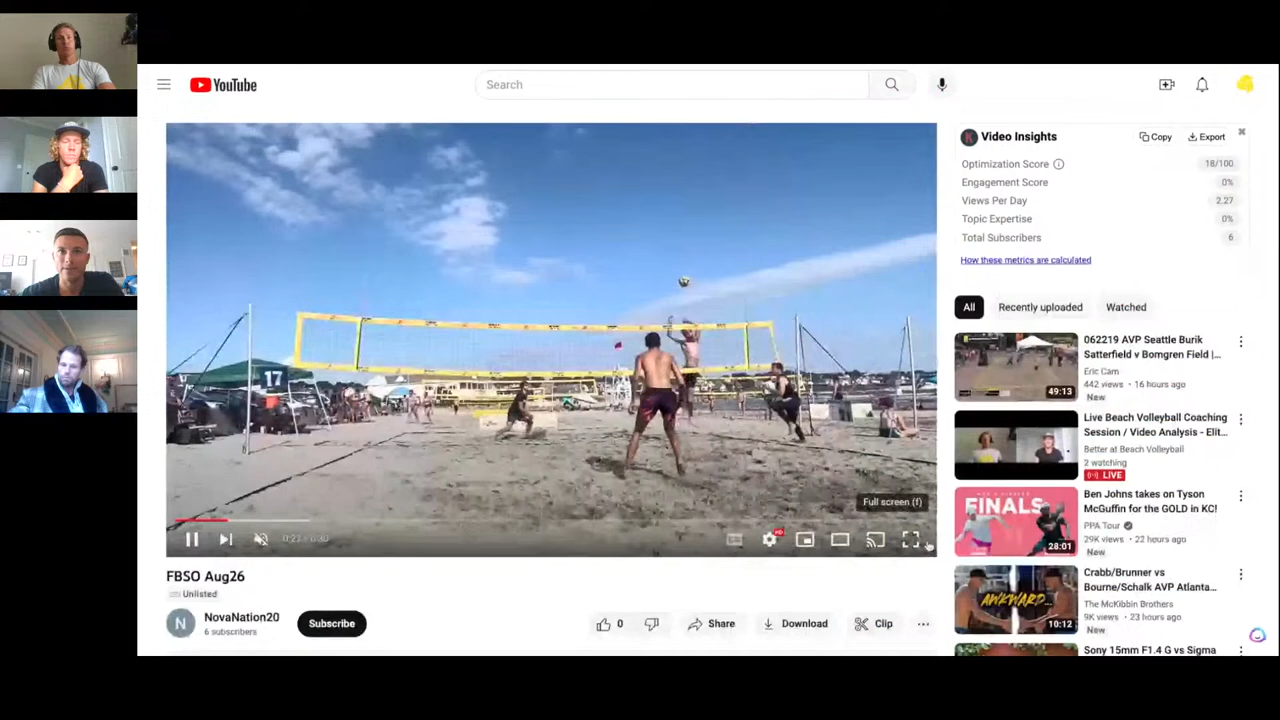 YouTube
Search
17
Full screen (f)
FBSO Aug26
Unlisted
N
NovaNation20
6 subscribers
Subscribe
0
Share
Download
Clip
Video Insights
Copy
Export
Optimization Score
18/100
Engagement Score
0%
Views Per Day
2.27
Topic Expertise
0%
Total Subscribers
6
How these metrics are calculated
All
Recently uploaded
Watched
062219 AVP Seattle Burik
Satterfield v Bomgren Field |...
Eric Cam
442 views • 16 hours ago
New
49:13
Live Beach Volleyball Coaching
Session / Video Analysis - Elit...
Better at Beach Volleyball
2 watching
LIVE
Ben Johns takes on Tyson
McGuffin for the GOLD in KC!
PPA Tour
29K views • 22 hours ago
New
FINALS
28:01
Crabb/Brunner vs
Bourne/Schalk AVP Atlanta...
The McKibbin Brothers
9K views • 23 hours ago
New
AWKWARD...
10:12
Sony 15mm F1.4 G vs Sigma